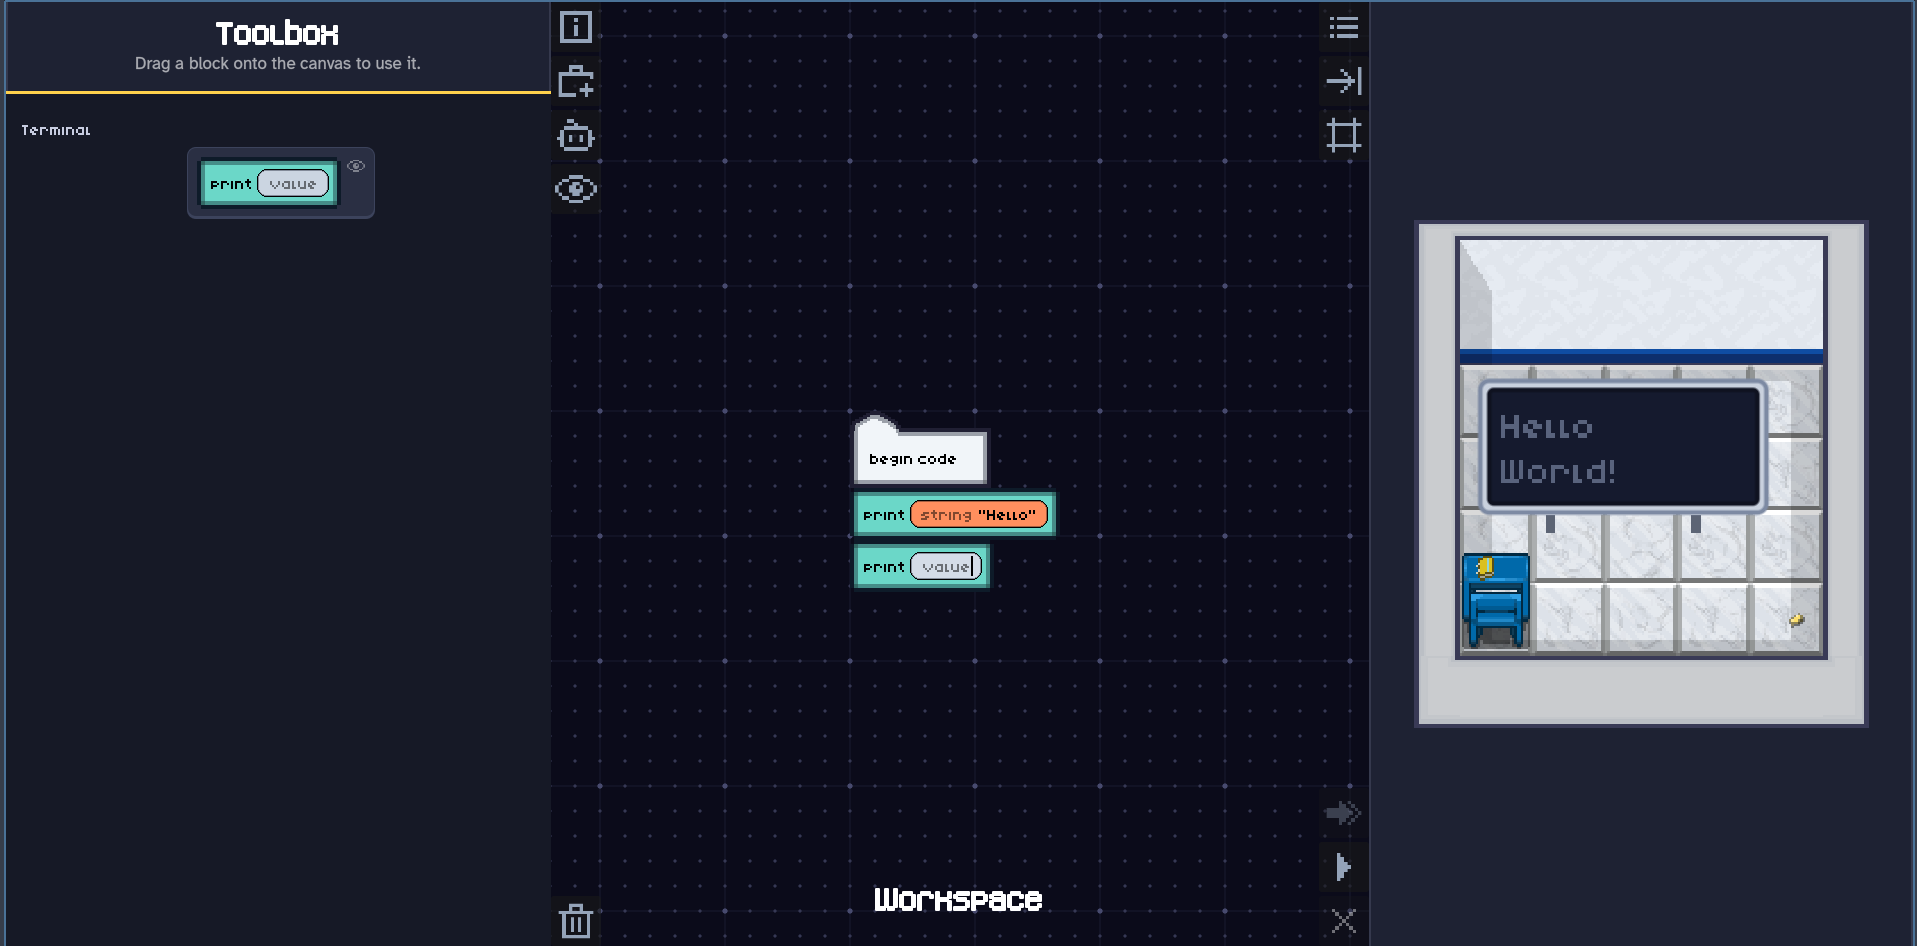 Toolbox
Drag a block onto the canvas to use it.
Terminal
print value
begin code
print string "Hello"
print value
Workspace
Hello
World!